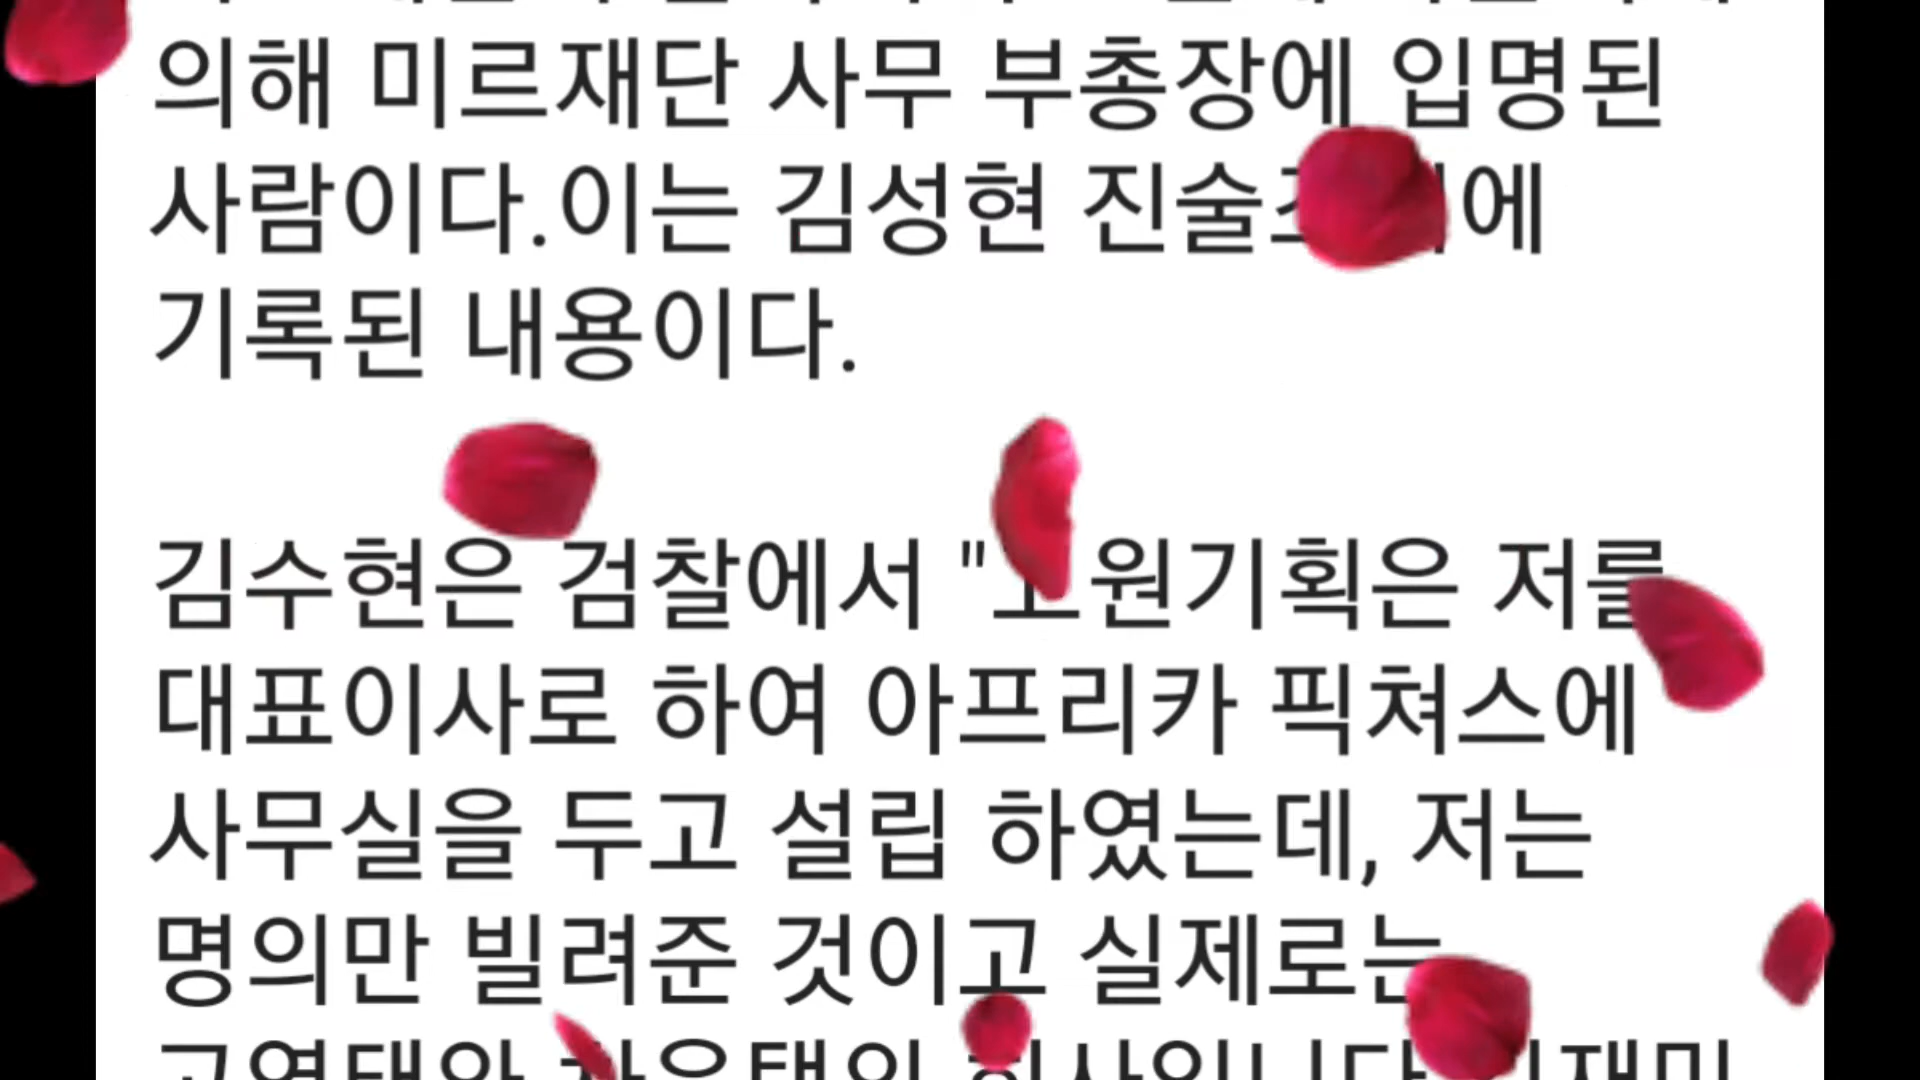 의해 미르재단 사무 부총장에 입명된
사람이다.이는 김성현
기록된 내용이다.
김수현은 검찰에서 "고원기획은 저를
대표이사로 하여 아프리카 픽쳐스에
사무실을 두고 설립 하였는데, 저는
명의만 빌려준 것이고 실제로는